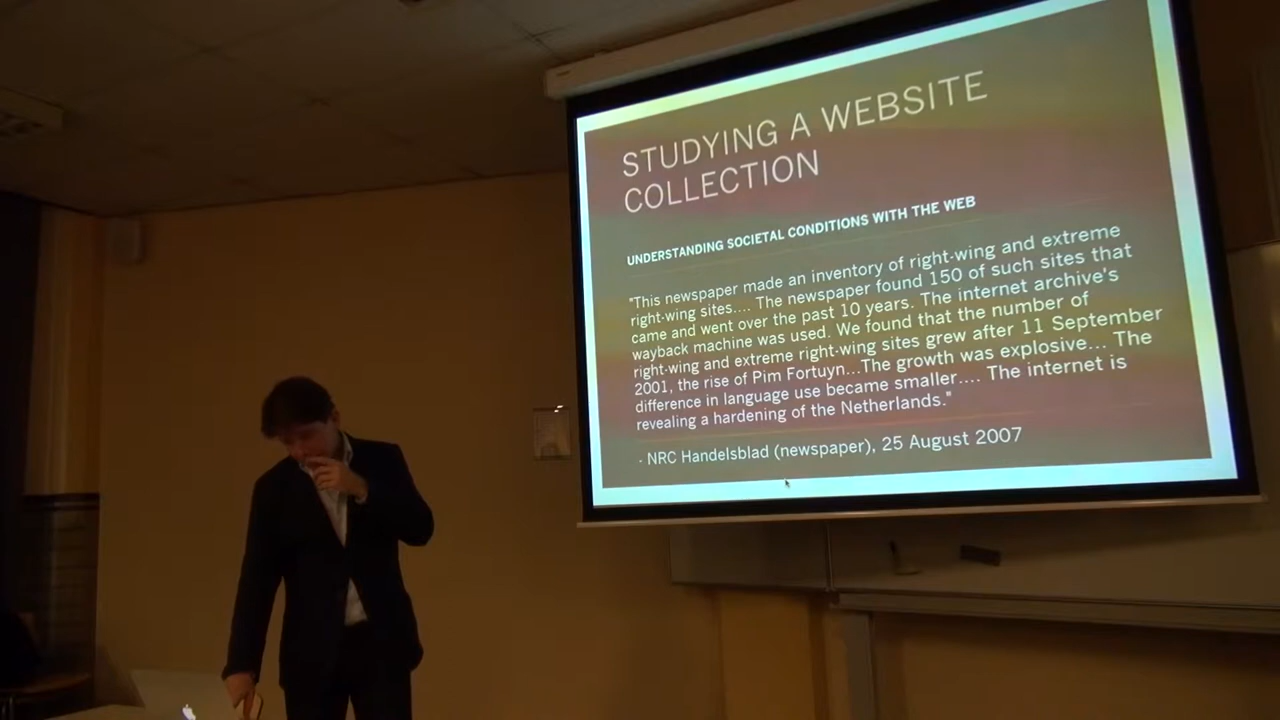 STUDYING A WEBSITE
COLLECTION
UNDERSTANDING SOCIETAL CONDITIONS WITH THE WEB
"This newspaper made an inventory of right-wing and extreme
right-wing sites.... The newspaper found 150 of such sites that
came and went over the past 10 years. The internet archive's
wayback machine was used. We found that the number of
right-wing and extreme right-wing sites grew after 11 September
2001, the rise of Pim Fortuyn...The growth was explosive... The
difference in language use became smaller.... The internet is
revealing a hardening of the Netherlands."
- NRC Handelsblad (newspaper), 25 August 2007